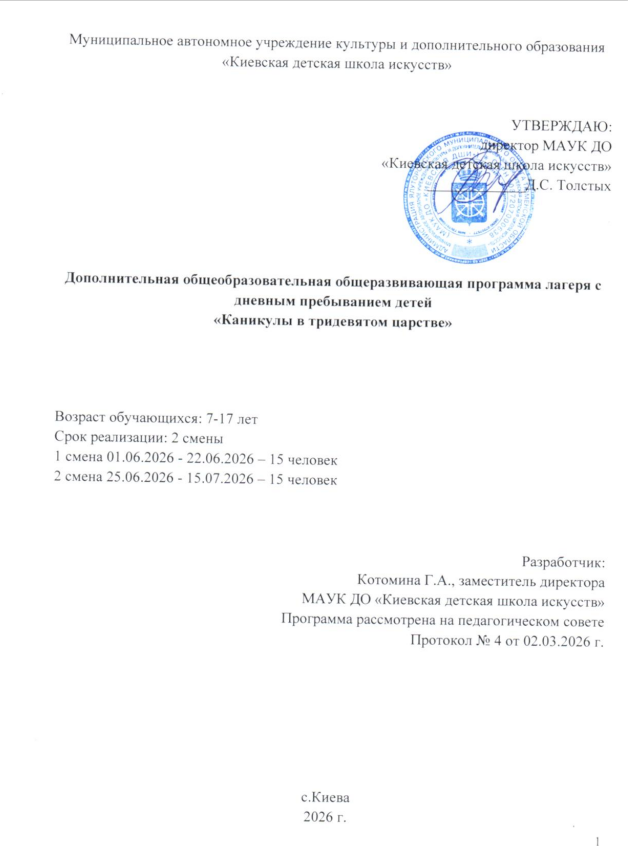 Муниципальное автономное учреждение культуры и дополнительного образования
«Киевская детская школа искусств»
УТВЕРЖДАЮ:
директор МАУК ДО
«Киевская детская школа искусств»
Д.С. Толстых
Дополнительная общеобразовательная общеразвивающая программа лагеря с
дневным пребыванием детей
«Каникулы в тридевятом царстве»
Возраст обучающихся: 7-17 лет
Срок реализации: 2 смены
1 смена 01.06.2026 - 22.06.2026 – 15 человек
2 смена 25.06.2026 - 15.07.2026 – 15 человек
Разработчик:
Котомина Г.А., заместитель директора
МАУК ДО «Киевская детская школа искусств»
Программа рассмотрена на педагогическом совете
Протокол № 4 от 02.03.2026 г.
с.Киева
2026 г.
1